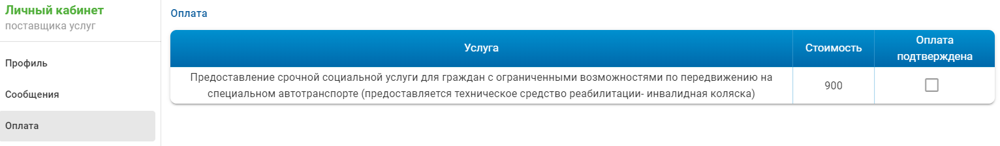 Личный кабинет
поставщика услуг
Профиль
Сообщения
Оплата
Оплата
Услуга
Стоимость
Оплата
подтверждена
Предоставление срочной социальной услуги для граждан с ограниченными возможностями по передвижению на
специальном автотранспорте (предоставляется техническое средство реабилитации- инвалидная коляска)
900